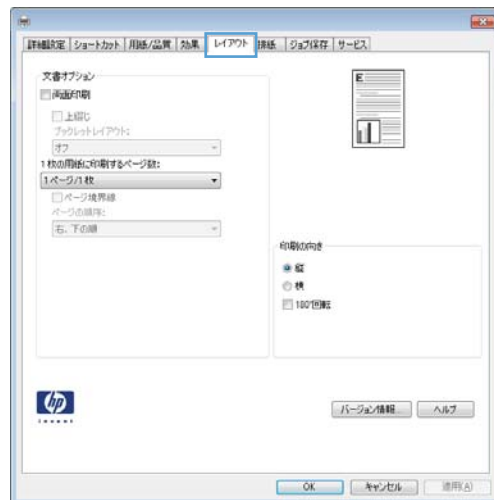 詳細設定 ショートカット 用紙/品質 効果 レイアウト 排紙 ジョブ保存 サービス
文書オプション
両面印刷
上綴じ
ブックレットレイアウト:
オフ
1 枚の用紙に印刷するページ数:
1 ページ/1 枚
ページ境界線
ページの順序:
右、下の順
E
印刷の向き
縦
横
180°回転
hp
invent
バージョン情報... ヘルプ
OK キャンセル 適用(A)